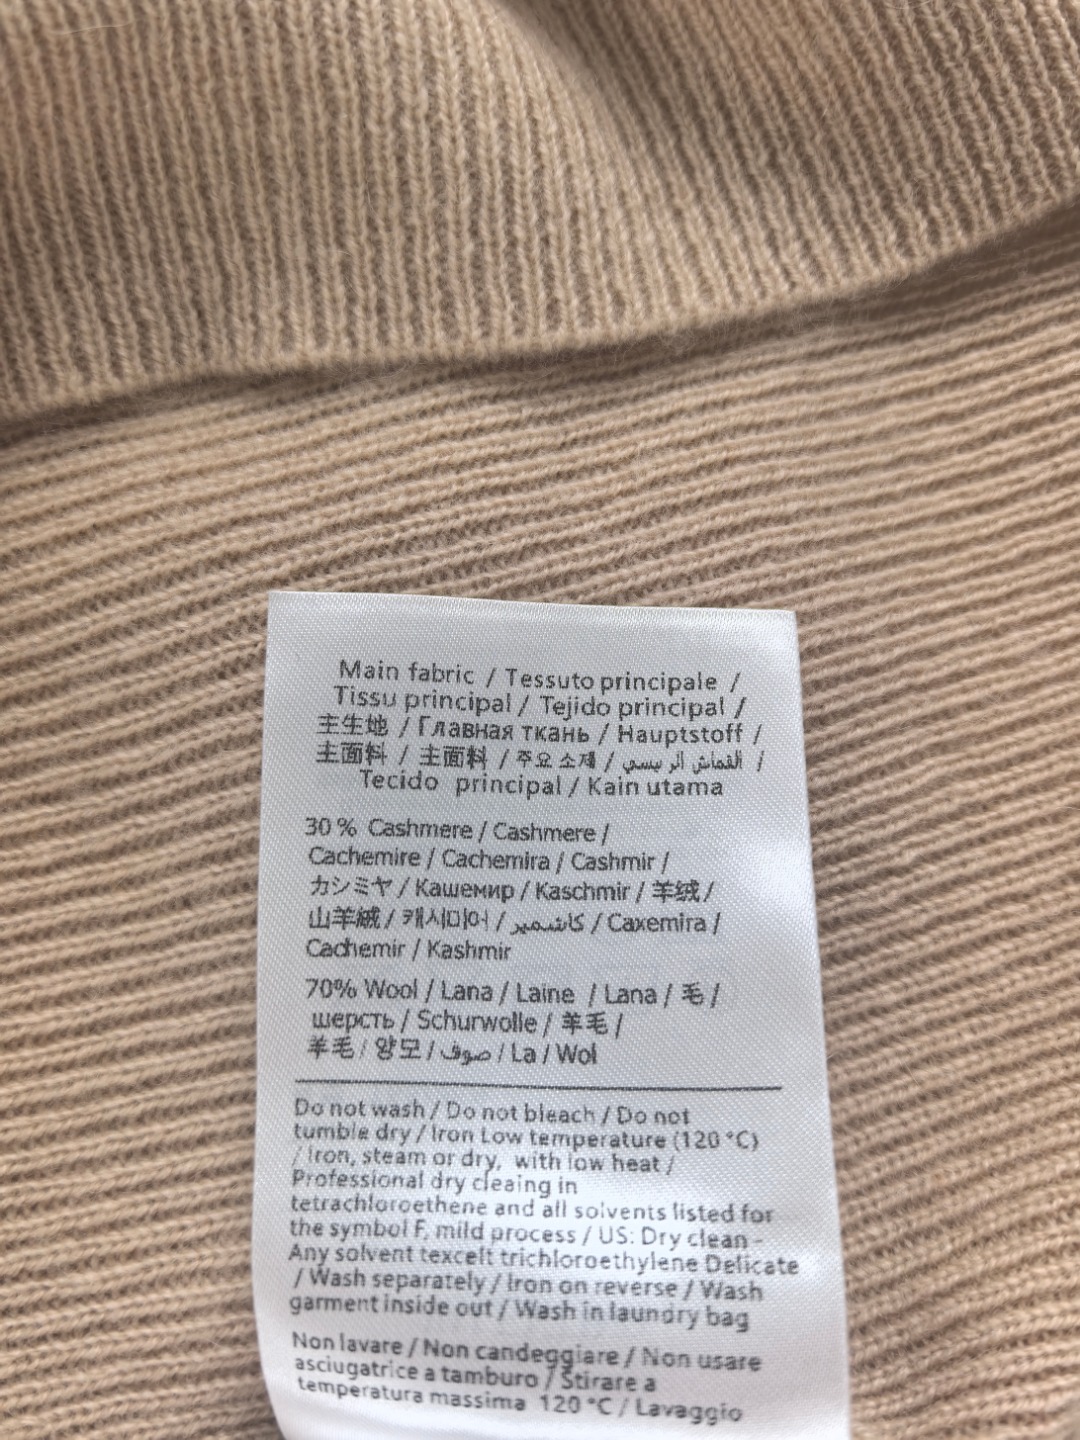 Main fabric / Tessuto principale /
Tissu principal / Tejido principal /
主生地 / Главная ткань / Hauptstoff /
主面料 / 主面料 / 주요 소재 / القماش الر ييسي /
Tecido principal / Kain utama
30 % Cashmere / Cashmere /
Cachemire / Cachemira / Cashmir /
カシミヤ / Кашемир / Kaschmir / 羊绒 /
山羊絨 / 캐시미어 / كاشمير / Caxemira /
Cachemir / Kashmir
70% Wool / Lana / Laine / Lana / 毛 /
шерсть / Schurwolle / 羊毛 /
羊毛 / 양모 / صوف / La / Wol
Do not wash / Do not bleach / Do not
tumble dry / Iron Low temperature (120 °C)
/ Iron, steam or dry, with low heat /
Professional dry cleaing in
tetrachloroethene and all solvents listed for
the symbol F, mild process / US: Dry clean -
Any solvent texcelt trichloroethylene Delicate
/ Wash separately / Iron on reverse / Wash
garment inside out / Wash in laundry bag
Non lavare / Non candeggiare / Non usare
asciugatrice a tamburo / Stirare a
temperatura massima 120 °C / Lavaggio